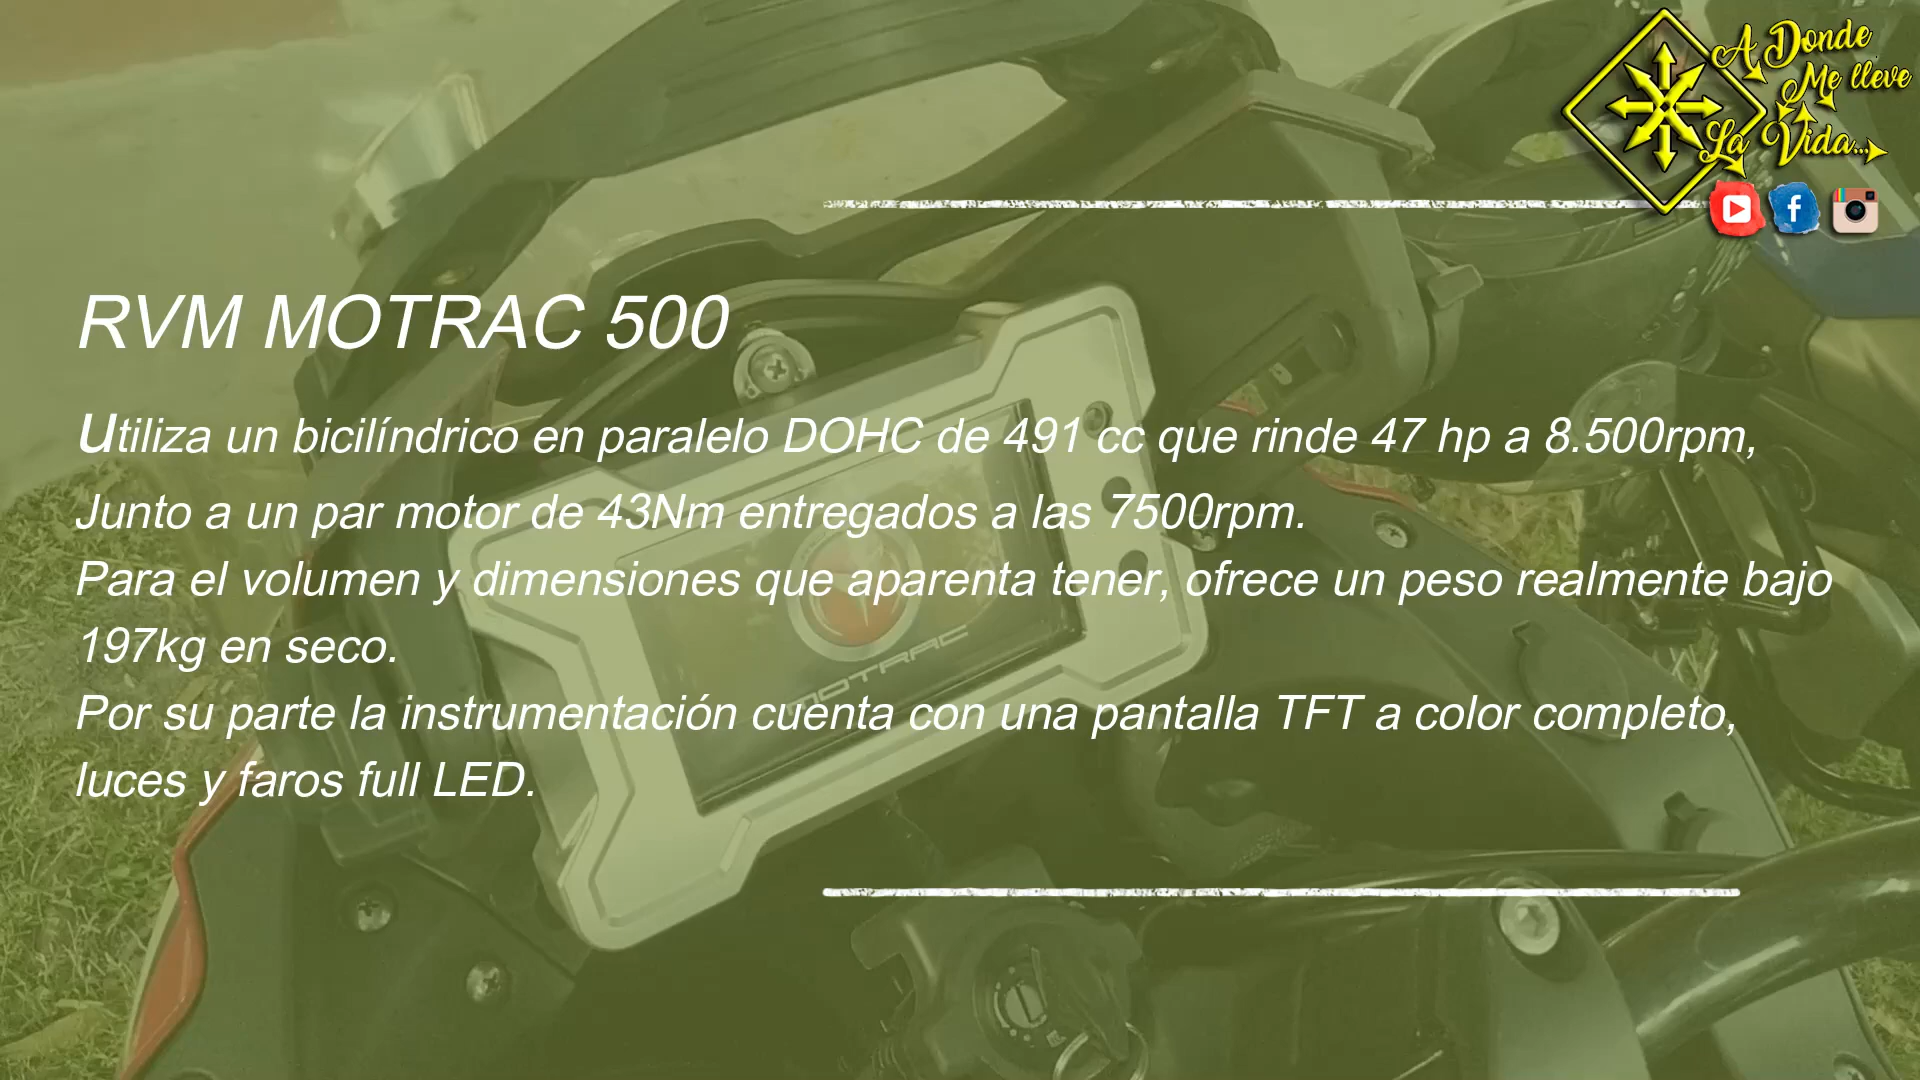 A Donde
Me lleve
La Vida...
RVM MOTRAC 500
utiliza un bicilíndrico en paralelo DOHC de 491 cc que rinde 47 hp a 8.500rpm,
Junto a un par motor de 43Nm entregados a las 7500rpm.
Para el volumen y dimensiones que aparenta tener, ofrece un peso realmente bajo
197kg en seco.
MOTRAC
Por su parte la instrumentación cuenta con una pantalla TFT a color completo,
luces y faros full LED.